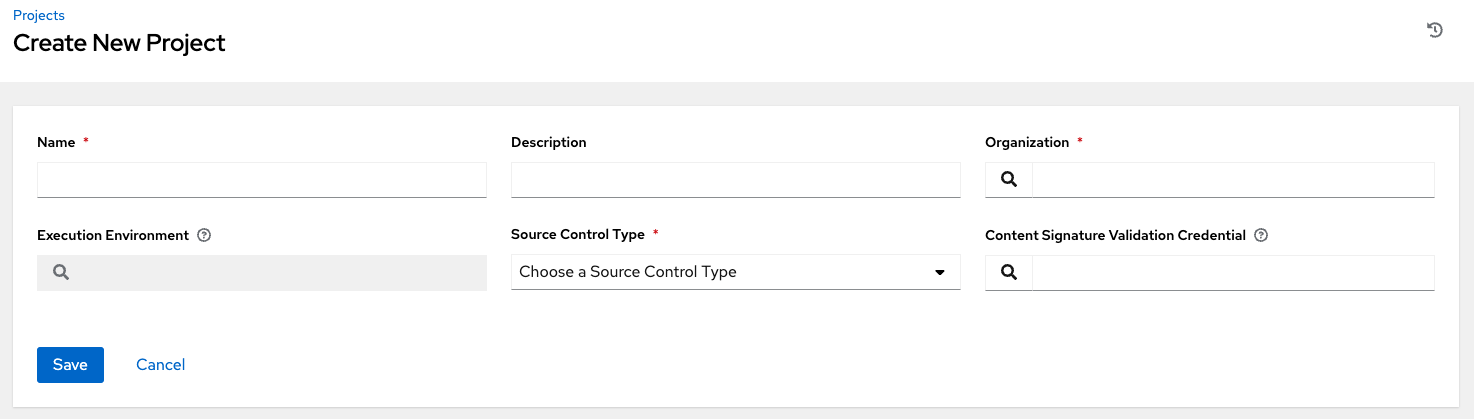 Projects
Create New Project
Name *
Description
Organization *
Execution Environment
Source Control Type *
Content Signature Validation Credential
Choose a Source Control Type
Save
Cancel